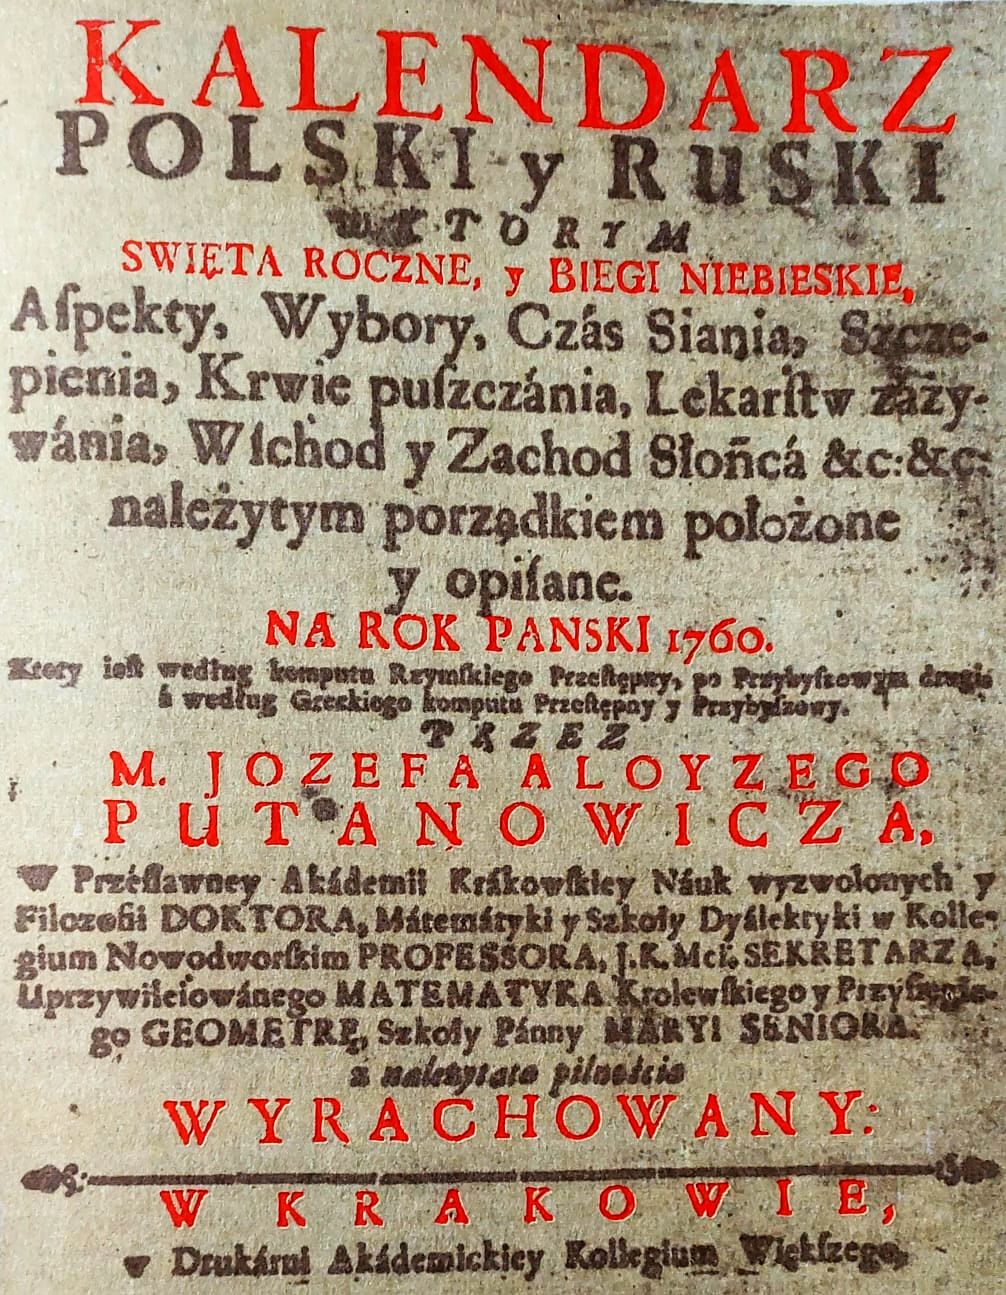 KALENDARZ
POLSKI y RUSKI
W KTORYM
SWIĘTA ROCZNE, y BIEGI NIEBIESKIE,
Aſpekty, Wybory, Czás Siania, Szcze-
pienia, Krwie puſzczánia, Lekarſtw záży-
wánia, Wſchod y Zachod Słońcá &c: &c:
należytym porządkiem położone
y opiſane.
NA ROK PANSKI 1760.
Ktory ieſt według komputu Rzymſkiego Przeſtępny, po Przybyſzowym drugi,
á według Greckiego komputu Przeſtępny y Przybyſzowy.
PRZEZ
M. JOZEFA ALOYZEGO
PUTANOWICZA,
W Przéſławney Akádemii Krákowſkiey Náuk wyzwolonych y
Filozofii DOKTORA, Mátemátyki y Szkoły Dyálektyki w Kolle-
gium Nowodworſkim PROFESSORA, J.K.Mci. SEKRETARZA,
Uprzywileiowánego MATEMATYKA Krolewſkiego y Przyſięgłe-
go GEOMETRĘ, Szkoły Pánny MARYI SENIORA.
z należytą pilnością
WYRACHOWANY:
W KRAKOWIE,
w Drukárni Akádemickiey Kollegium Więkſzego,